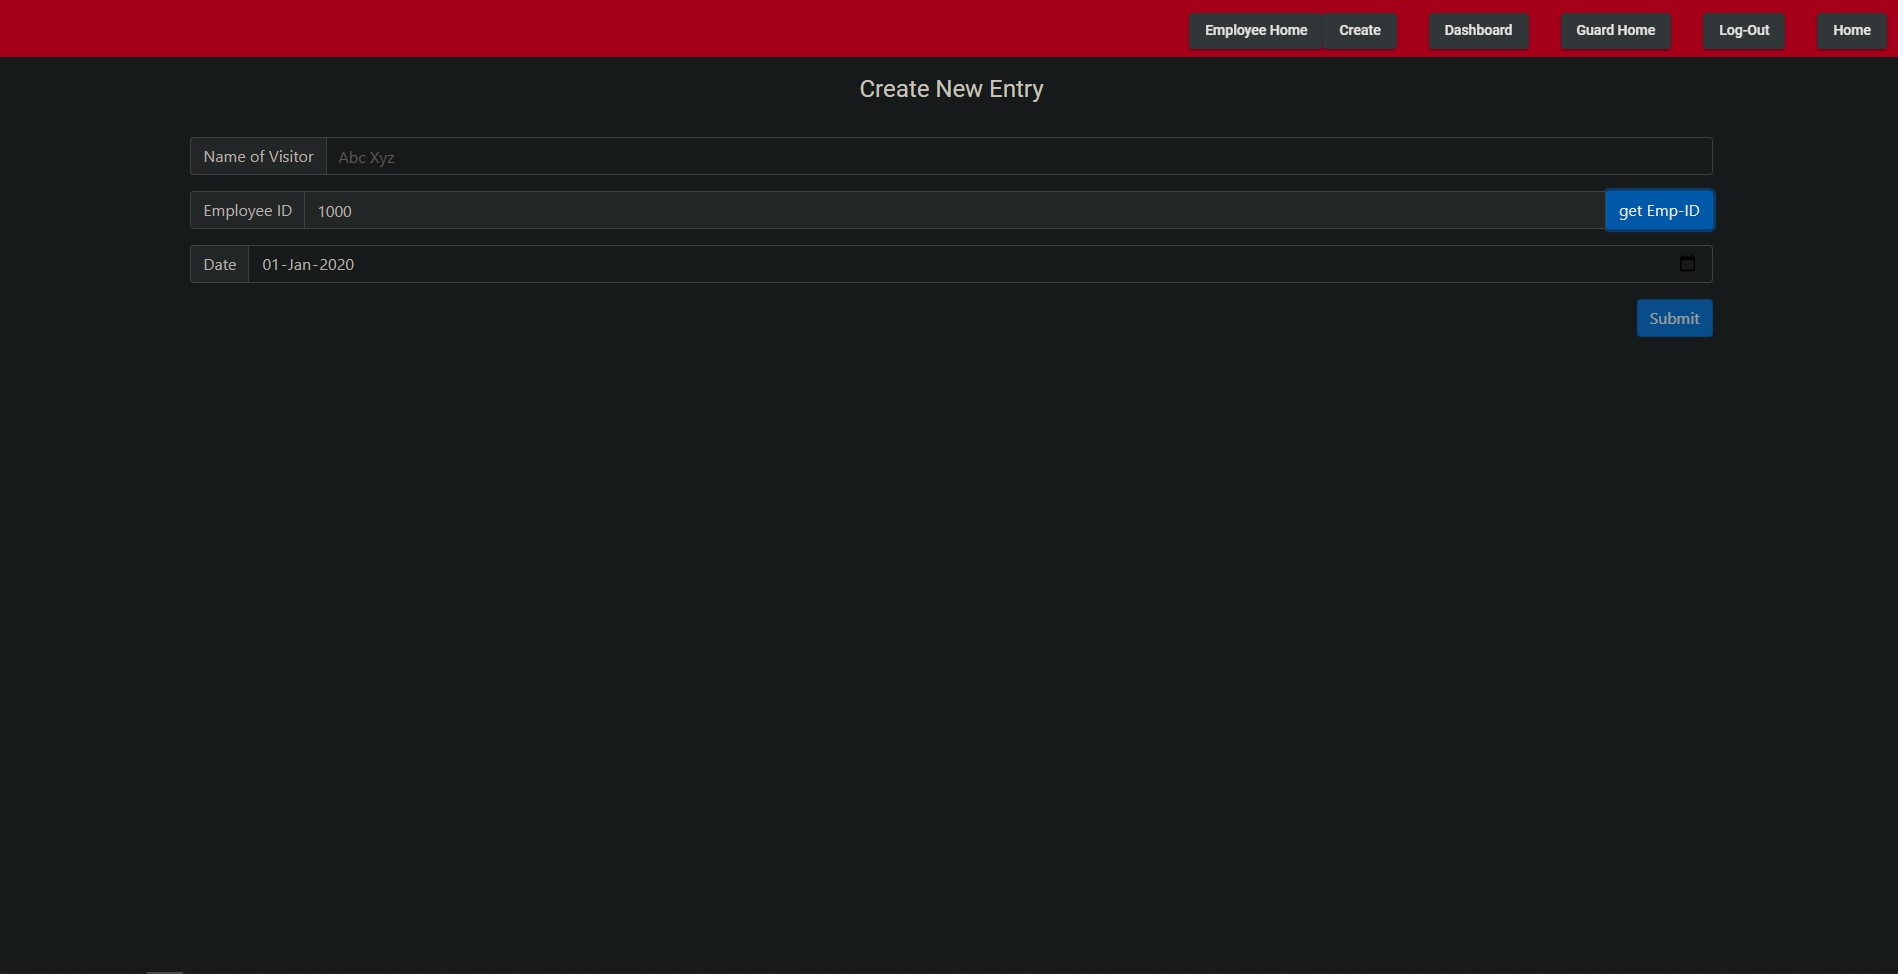 Employee Home Create Dashboard Guard Home Log-Out Home
Create New Entry
Name of Visitor Abc Xyz
Employee ID 1000 get Emp-ID
Date 01-Jan-2020
Submit